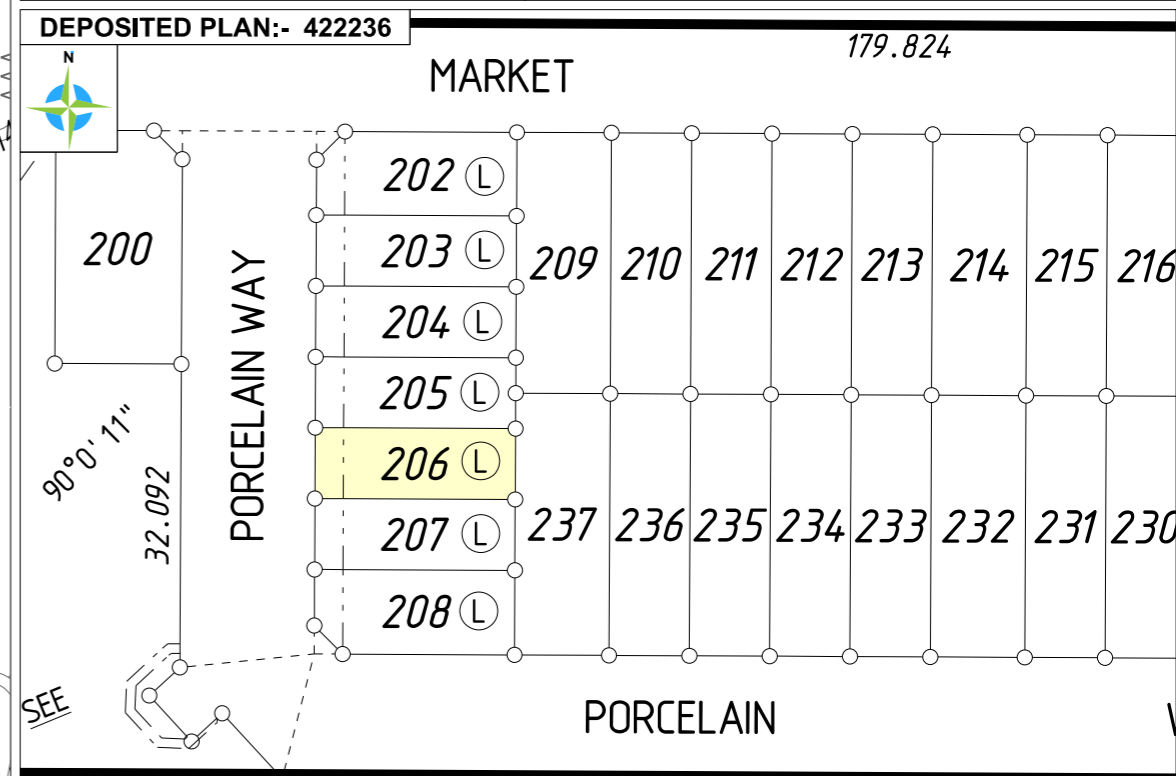 DEPOSITED PLAN:- 422236
N
179.824
MARKET
202 L
200
203 L
209 210 211 212 213 214 215 216
PORCELAIN WAY
204 L
205 L
90°0'11"
206 L
32.092
237 236 235 234 233 232 231 230
207 L
208 L
SEE
PORCELAIN